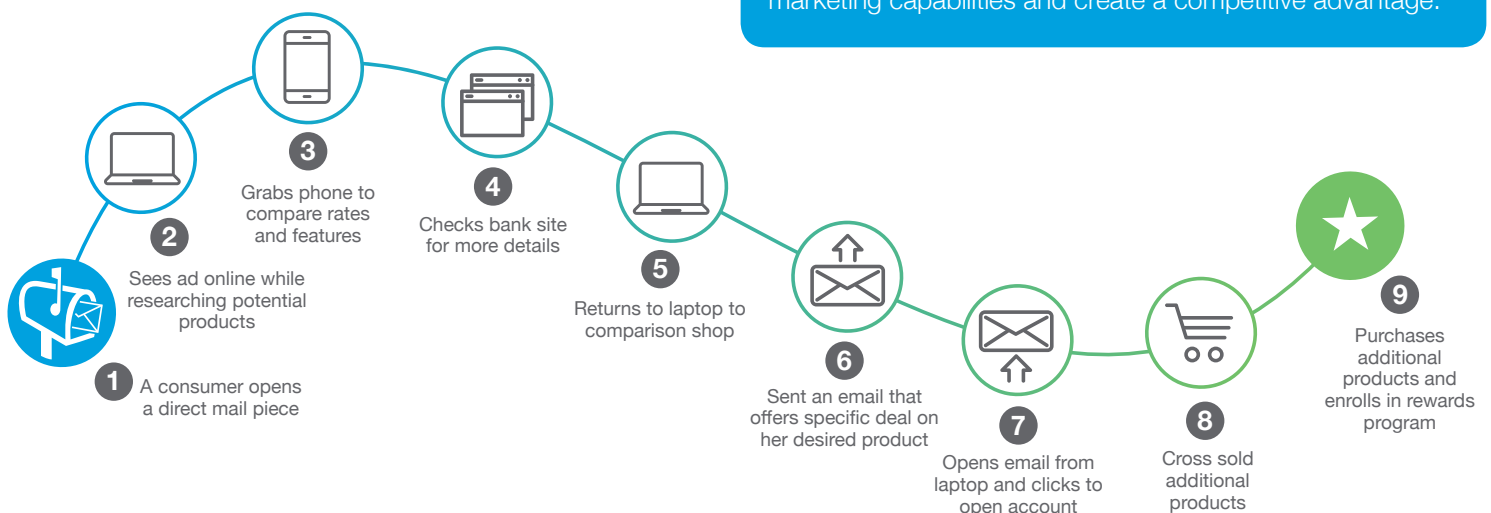 marketing capabilities and create a competitive advantage.
1
A consumer opens
a direct mail piece
2
Sees ad online while
researching potential
products
3
Grabs phone to
compare rates
and features
4
Checks bank site
for more details
5
Returns to laptop to
comparison shop
6
Sent an email that
offers specific deal on
her desired product
7
Opens email from
laptop and clicks to
open account
8
Cross sold
additional
products
9
Purchases
additional
products and
enrolls in rewards
program